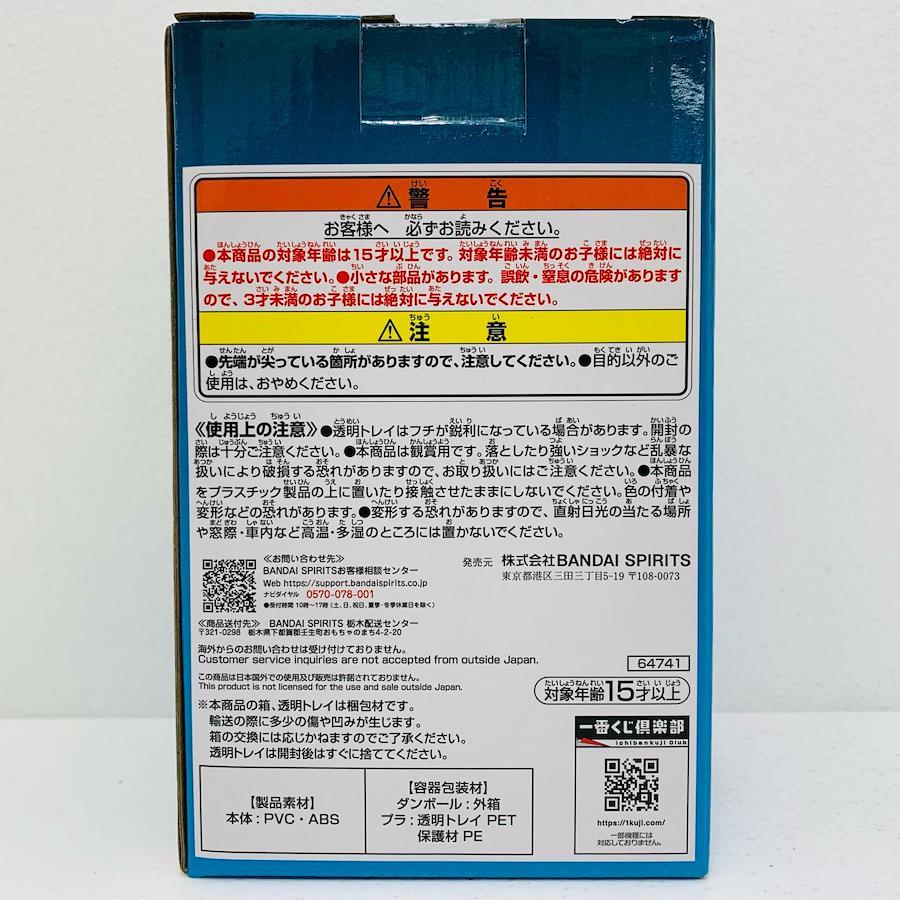 ⚠警告
お客様へ 必ずお読みください。
●本商品の対象年齢は15才以上です。対象年齢未満のお子様には絶対に
与えないでください。●小さな部品があります。誤飲・窒息の危険があります
ので、3才未満のお子様には絶対に与えないでください。
⚠注意
●先端が尖っている箇所がありますので、注意してください。●目的以外のご
使用は、おやめください。
《使用上の注意》●透明トレイはフチが鋭利になっている場合があります。開封の
際は十分ご注意ください。●本商品は観賞用です。落としたり強いショックなど乱暴な
扱いにより破損する恐れがありますので、お取り扱いにはご注意ください。●本商品
をプラスチック製品の上に置いたり接触させたままにしないでください。色の付着や
変形などの恐れがあります。●変形する恐れがありますので、直射日光の当たる場所
や窓際・車内など高温・多湿のところには置かないでください。
≪お問い合わせ先≫
BANDAI SPIRITSお客様相談センター
Web https://support.bandaispirits.co.jp
ナビダイヤル 0570-078-001
●受付時間 10時〜17時(土、日、祝日、夏季・冬季休業日を除く)
発売元 株式会社BANDAI SPIRITS
東京都港区三田三丁目5-19 〒108-0073
≪商品送付先≫ BANDAI SPIRITS 栃木配送センター
〒321-0298 栃木県下都賀郡壬生町おもちゃのまち4-2-20
海外からのお問い合わせは受け付けておりません。
Customer service inquiries are not accepted from outside Japan.
64741
この商品は日本国外での使用及び販売は許諾されておりません。
This product is not licensed for the use and sale outside Japan.
対象年齢15才以上
※本商品の箱、透明トレイは梱包材です。
輸送の際に多少の傷や凹みが生じます。
箱の交換には応じかねますのでご了承ください。
透明トレイは開封後はすぐに捨ててください。
一番くじ倶楽部
ichibankuji Club
https://1kuji.com/
一部機種には
対応しておりません。
【製品素材】
本体:PVC・ABS
【容器包装材】
ダンボール:外箱
プラ:透明トレイ PET
保護材 PE